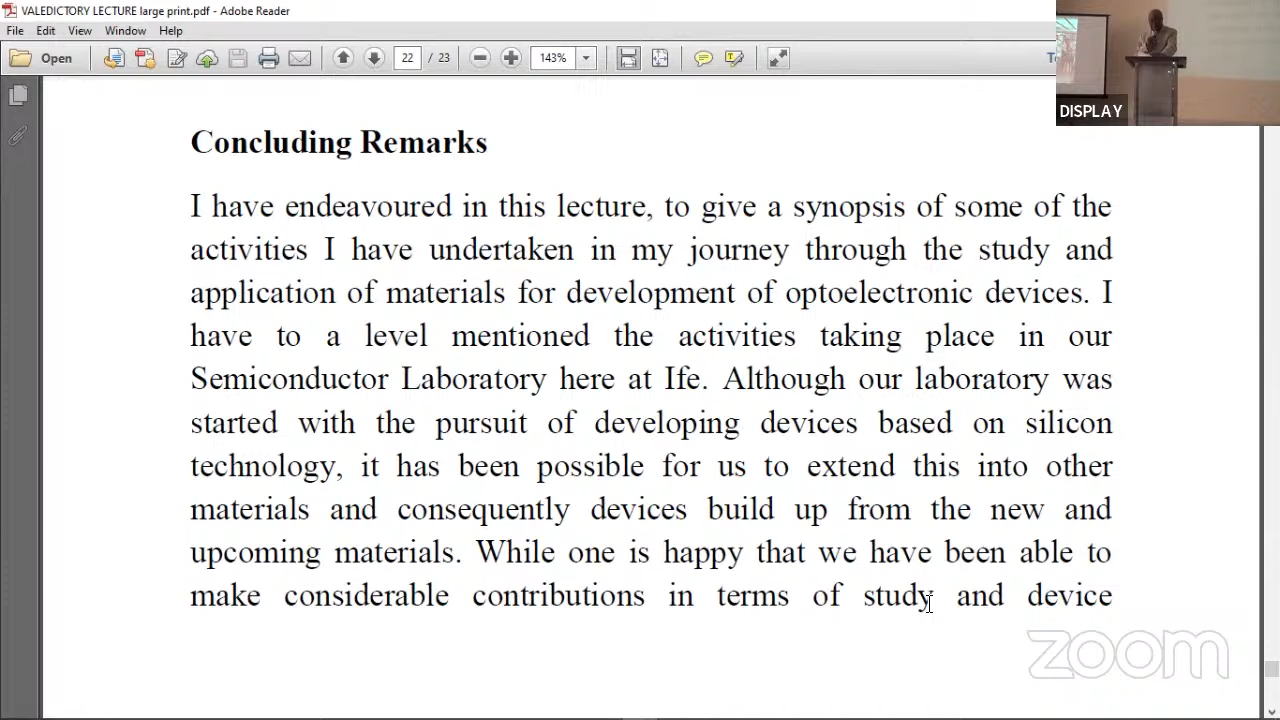 VALEDICTORY LECTURE large print.pdf - Adobe Reader
File Edit View Window Help
Open 22 / 23 143%
DISPLAY
Concluding Remarks
I have endeavoured in this lecture, to give a synopsis of some of the
activities I have undertaken in my journey through the study and
application of materials for development of optoelectronic devices. I
have to a level mentioned the activities taking place in our
Semiconductor Laboratory here at Ife. Although our laboratory was
started with the pursuit of developing devices based on silicon
technology, it has been possible for us to extend this into other
materials and consequently devices build up from the new and
upcoming materials. While one is happy that we have been able to
make considerable contributions in terms of study and device
zoom